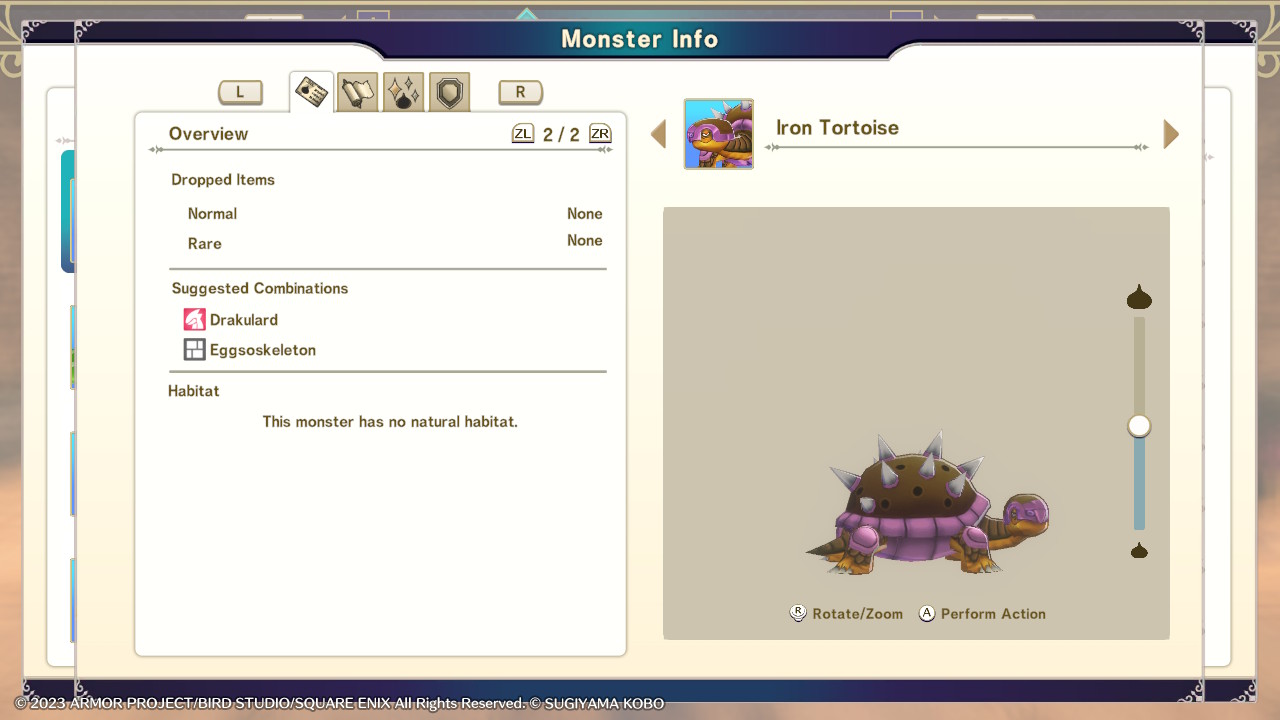 Monster Info
L
R
Overview
ZL 2 / 2 ZR
Dropped Items
Normal None
Rare None
Suggested Combinations
Drakulard
Eggsoskeleton
Habitat
This monster has no natural habitat.
Iron Tortoise
R Rotate/Zoom A Perform Action
© 2023 ARMOR PROJECT/BIRD STUDIO/SQUARE ENIX All Rights Reserved. © SUGIYAMA KOBO